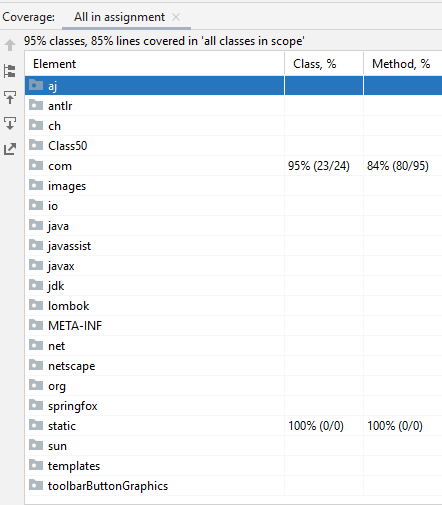 Coverage: All in assignment
95% classes, 85% lines covered in 'all classes in scope'
Element Class, % Method, %
aj
antlr
ch
Class50
com 95% (23/24) 84% (80/95)
images
io
java
javassist
javax
jdk
lombok
META-INF
net
netscape
org
springfox
static 100% (0/0) 100% (0/0)
sun
templates
toolbarButtonGraphics